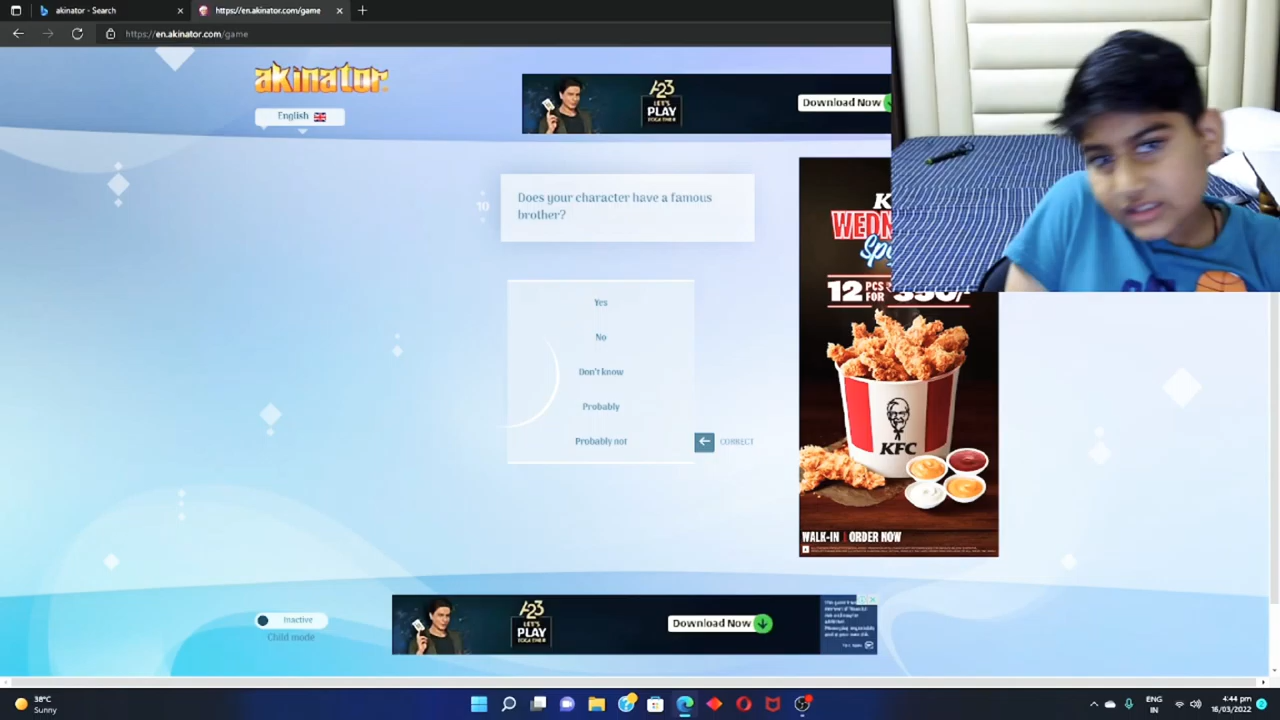 akinator - Search
https://en.akinator.com/game
https://en.akinator.com/game
akinator.
English
A23
LET'S
PLAY
TOGETHER
Download Now
10
Does your character have a famous
brother?
Yes
No
Don't know
Probably
Probably not
CORRECT
12 PCS
FOR
KFC
WALK-IN ORDER NOW
Inactive
Child mode
A23
LET'S
PLAY
TOGETHER
Download Now
38°C
Sunny
ENG
IN
4:44 pm
16/03/2022